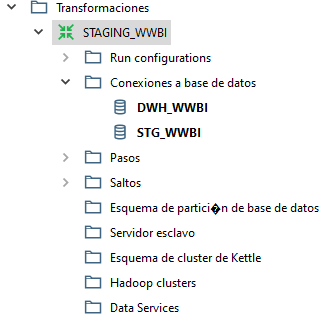 Transformaciones
STAGING_WWBI
Run configurations
Conexiones a base de datos
DWH_WWBI
STG_WWBI
Pasos
Saltos
Esquema de partici�n de base de datos
Servidor esclavo
Esquema de cluster de Kettle
Hadoop clusters
Data Services